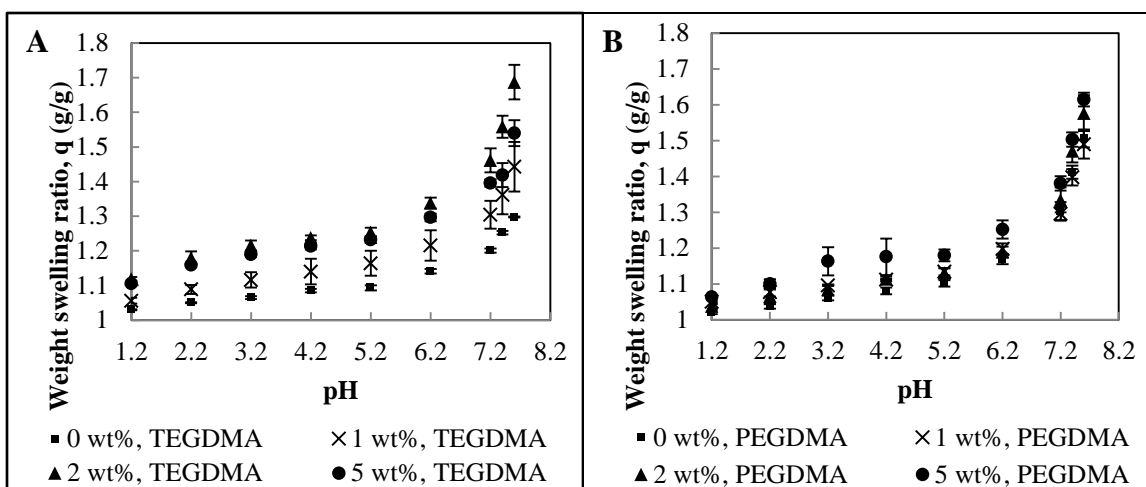 A
Weight swelling ratio, q (g/g)
1.8
1.7
1.6
1.5
1.4
1.3
1.2
1.1
1
1.2 2.2 3.2 4.2 5.2 6.2 7.2 8.2
pH
0 wt%, TEGDMA 1 wt%, TEGDMA
2 wt%, TEGDMA 5 wt%, TEGDMA
B
Weight swelling ratio, q (g/g)
1.8
1.7
1.6
1.5
1.4
1.3
1.2
1.1
1
1.2 2.2 3.2 4.2 5.2 6.2 7.2 8.2
pH
0 wt%, PEGDMA 1 wt%, PEGDMA
2 wt%, PEGDMA 5 wt%, PEGDMA